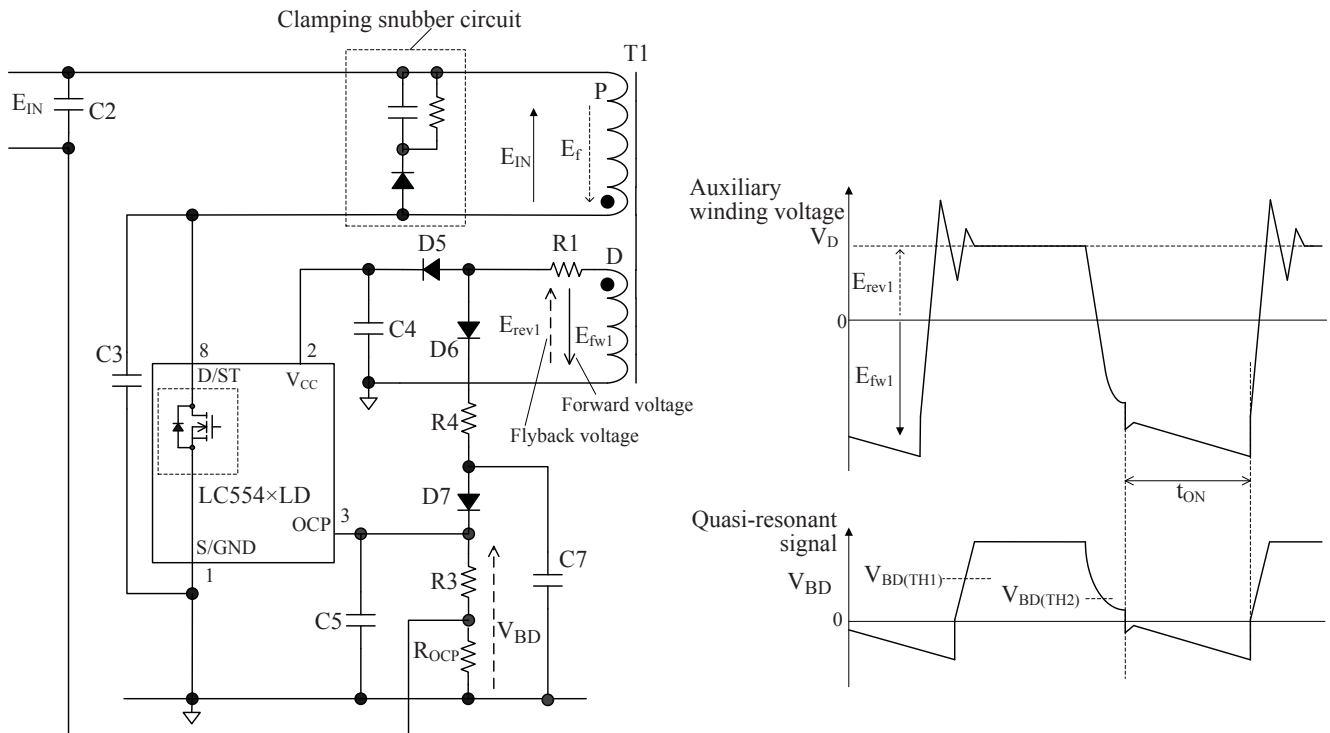 Clamping snubber circuit
T1
P
E_IN
C2
E_IN
E_f
D5
R1
D
C4
E_rev1
E_fw1
C3
8
2
D6
D/ST
V_CC
Forward voltage
R4
Flyback voltage
LC554×LD
D7
OCP
3
S/GND
1
R3
C7
C5
V_BD
R_OCP
Auxiliary
winding voltage
V_D
E_rev1
0
E_fw1
t_ON
Quasi-resonant
signal
V_BD
V_BD(TH1)
V_BD(TH2)
0